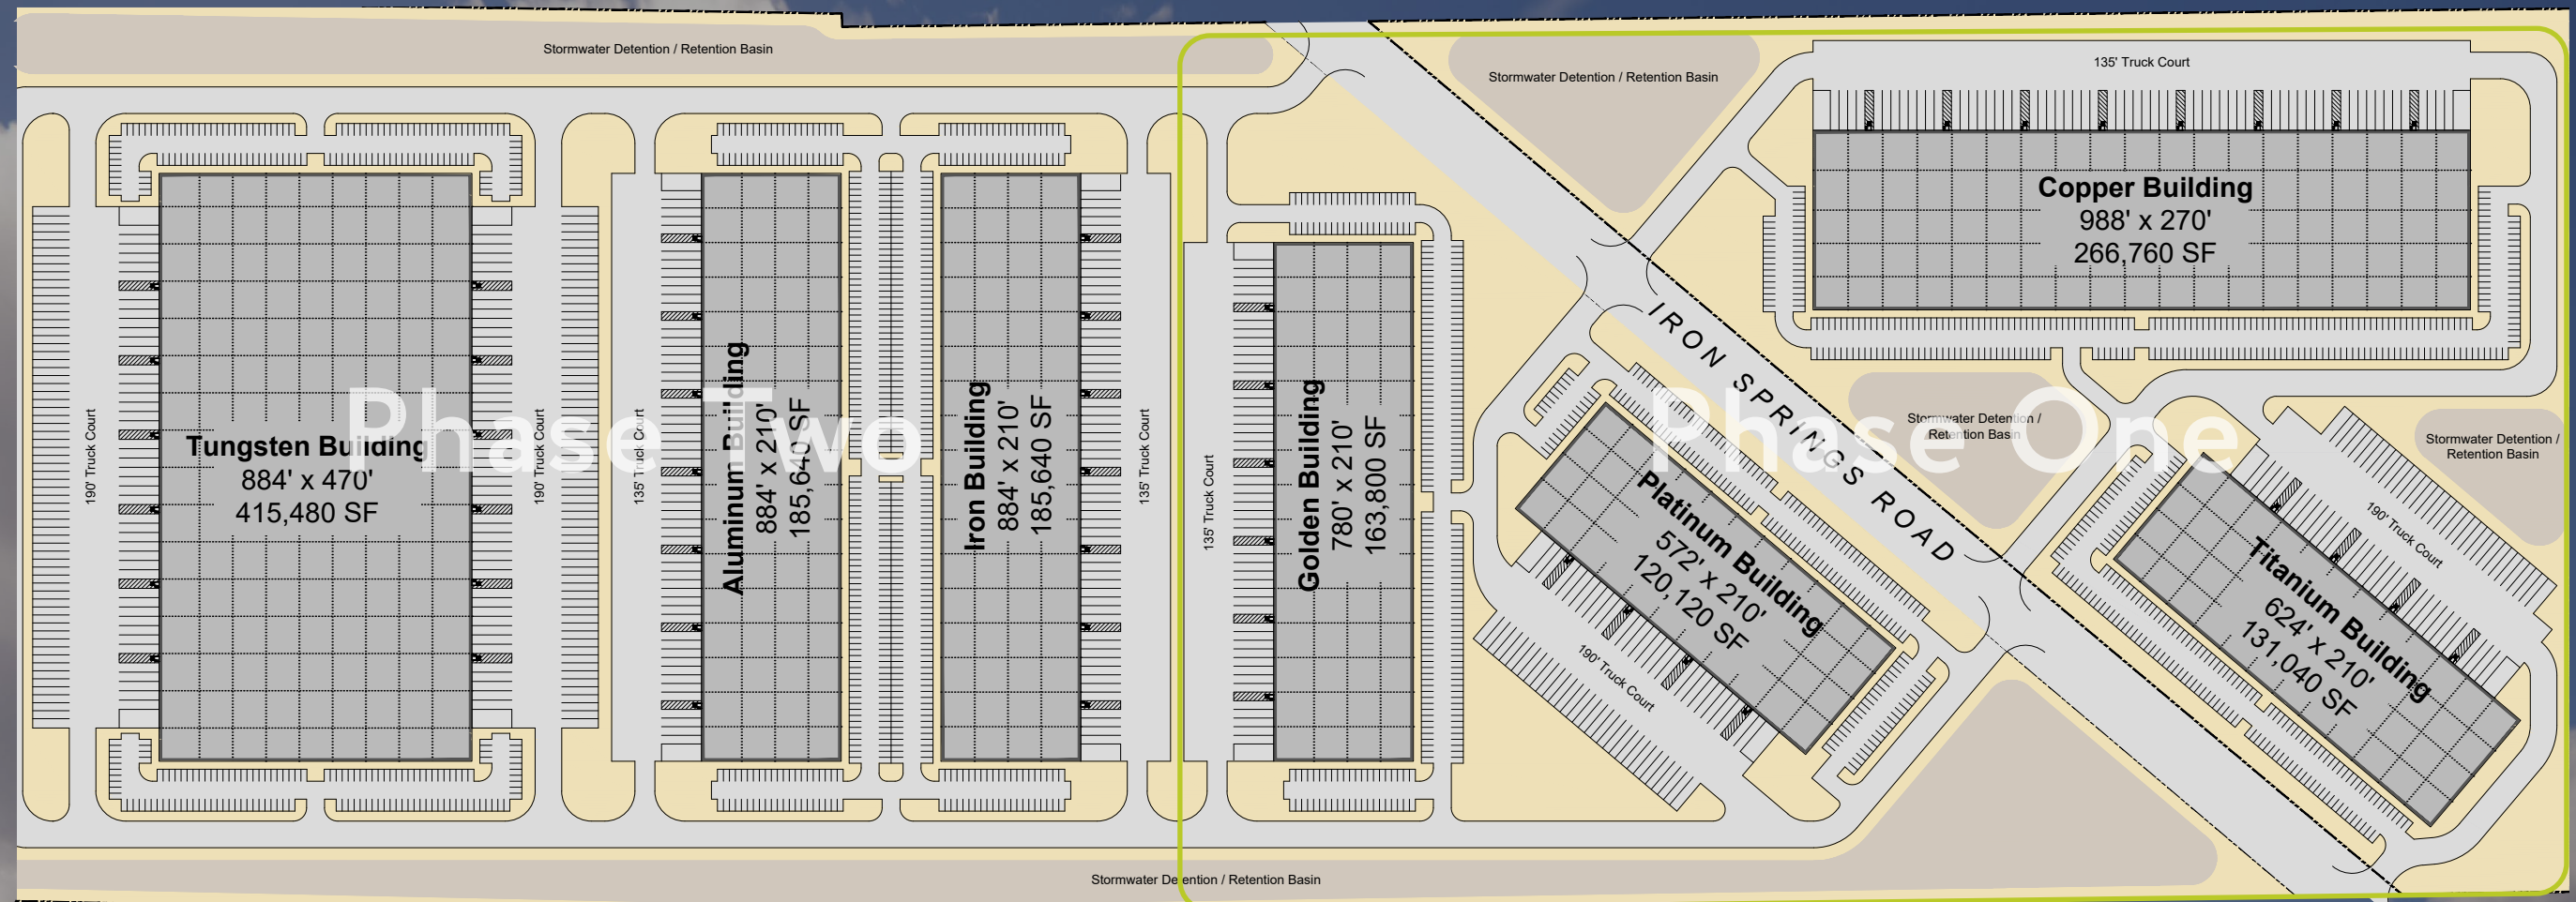 Stormwater Detention / Retention Basin
Stormwater Detention / Retention Basin
135' Truck Court
Copper Building
988' x 270'
266,760 SF
190' Truck Court
Tungsten Building
884' x 470'
415,480 SF
190' Truck Court
135' Truck Court
Aluminum Building
884' x 210'
185,640 SF
Iron Building
884' x 210'
185,640 SF
135' Truck Court
Phase Two
135' Truck Court
Golden Building
780' x 210'
163,800 SF
Platinum Building
572' x 210'
120,120 SF
190' Truck Court
IRON SPRINGS ROAD
Stormwater Detention /
Retention Basin
Phase One
Stormwater Detention /
Retention Basin
190' Truck Court
Titanium Building
624' x 210'
131,040 SF
Stormwater Detention / Retention Basin